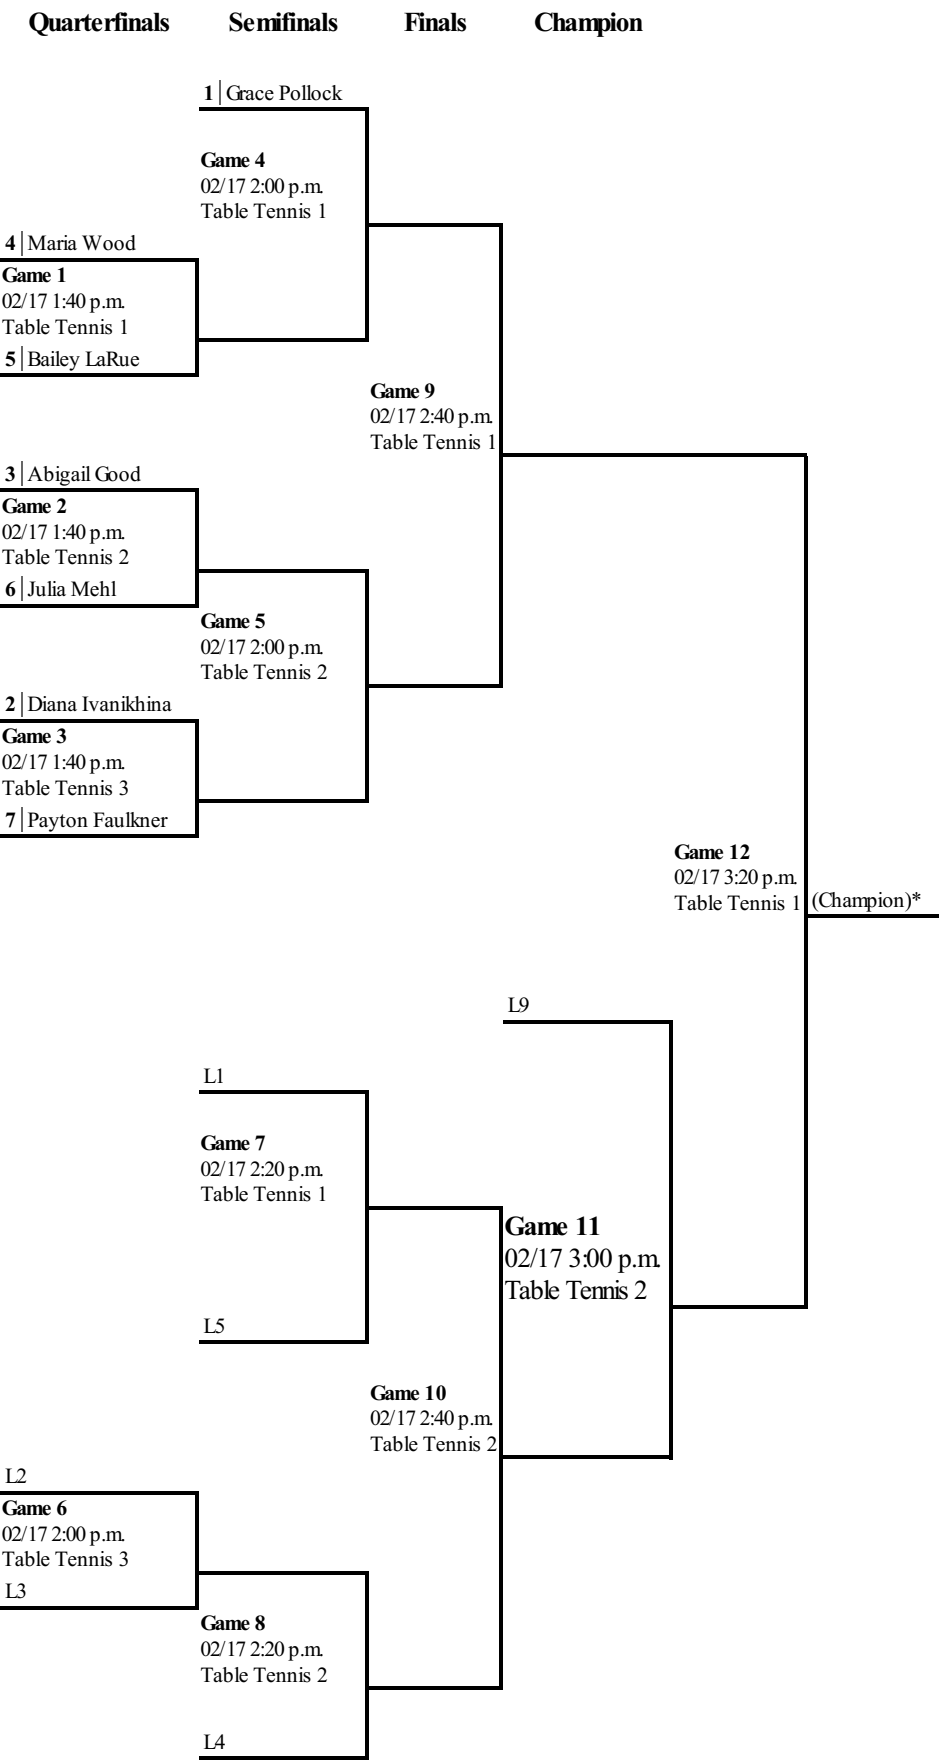 Quarterfinals Semifinals Finals Champion
1 Grace Pollock
Game 4
02/17 2:00 p.m.
Table Tennis 1
4 Maria Wood
Game 1
02/17 1:40 p.m.
Table Tennis 1
5 Bailey LaRue
Game 9
02/17 2:40 p.m.
Table Tennis 1
3 Abigail Good
Game 2
02/17 1:40 p.m.
Table Tennis 2
6 Julia Mehl
Game 5
02/17 2:00 p.m.
Table Tennis 2
2 Diana Ivanikhina
Game 3
02/17 1:40 p.m.
Table Tennis 3
7 Payton Faulkner
Game 12
02/17 3:20 p.m.
Table Tennis 1
(Champion)*
L9
L1
Game 7
02/17 2:20 p.m.
Table Tennis 1
Game 11
02/17 3:00 p.m.
Table Tennis 2
L5
Game 10
02/17 2:40 p.m.
Table Tennis 2
L2
Game 6
02/17 2:00 p.m.
Table Tennis 3
L3
Game 8
02/17 2:20 p.m.
Table Tennis 2
L4